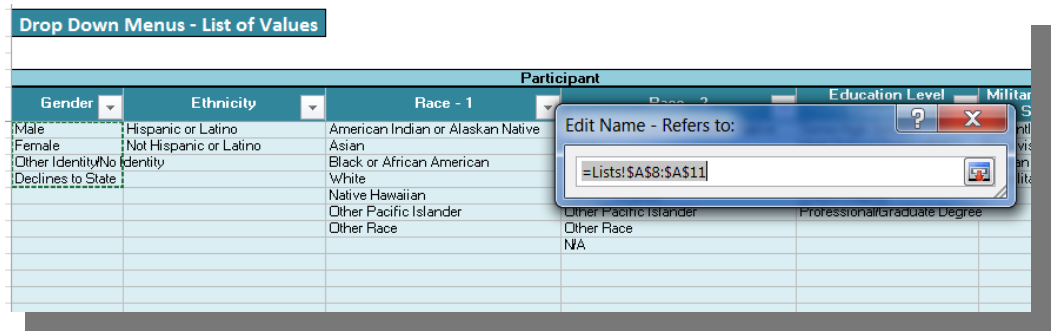 Drop Down Menus - List of Values
Participant
Gender Ethnicity Race - 1 Race - 2 Education Level
Male Hispanic or Latino American Indian or Alaskan Native
Female Not Hispanic or Latino Asian
Other Identity/No Identity Black or African American
Declines to State White
Native Hawaiian
Other Pacific Islander Other Pacific Islander Professional/Graduate Degree
Other Race Other Race
N/A
Edit Name - Refers to:
=Lists!$A$8:$A$11